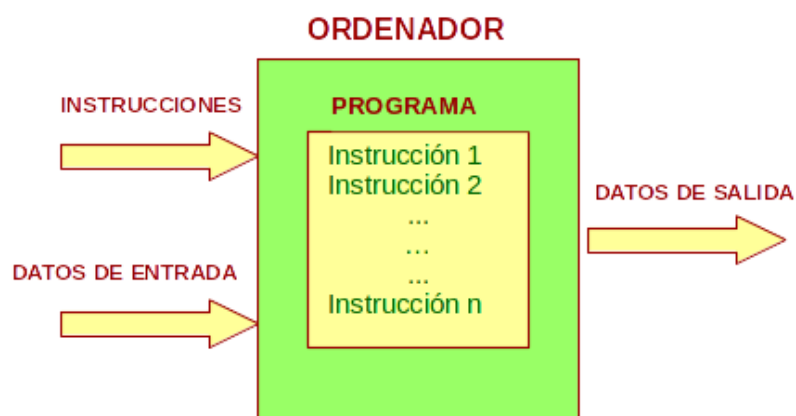 ORDENADOR
INSTRUCCIONES
PROGRAMA
Instrucción 1
Instrucción 2
...
...
...
Instrucción n
DATOS DE ENTRADA
DATOS DE SALIDA